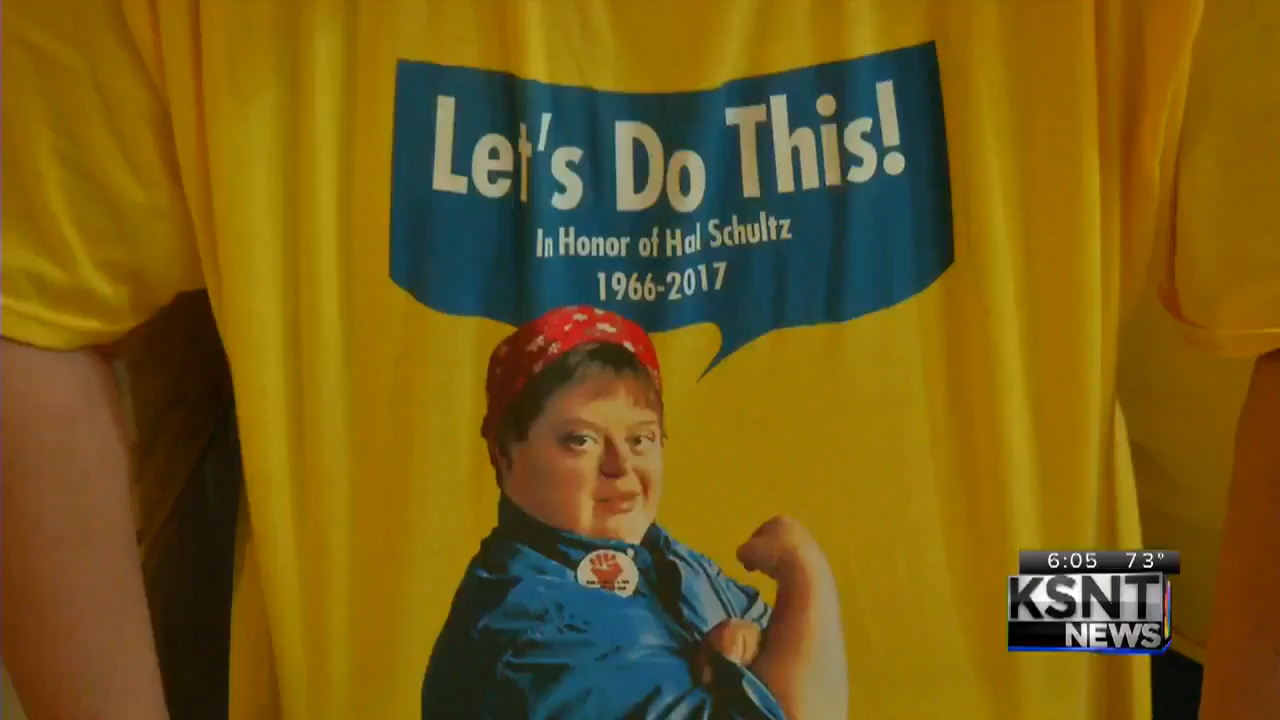 Let's Do This!
In Honor of Hal Schultz
1966-2017
6:05 73°
KSNT
NEWS